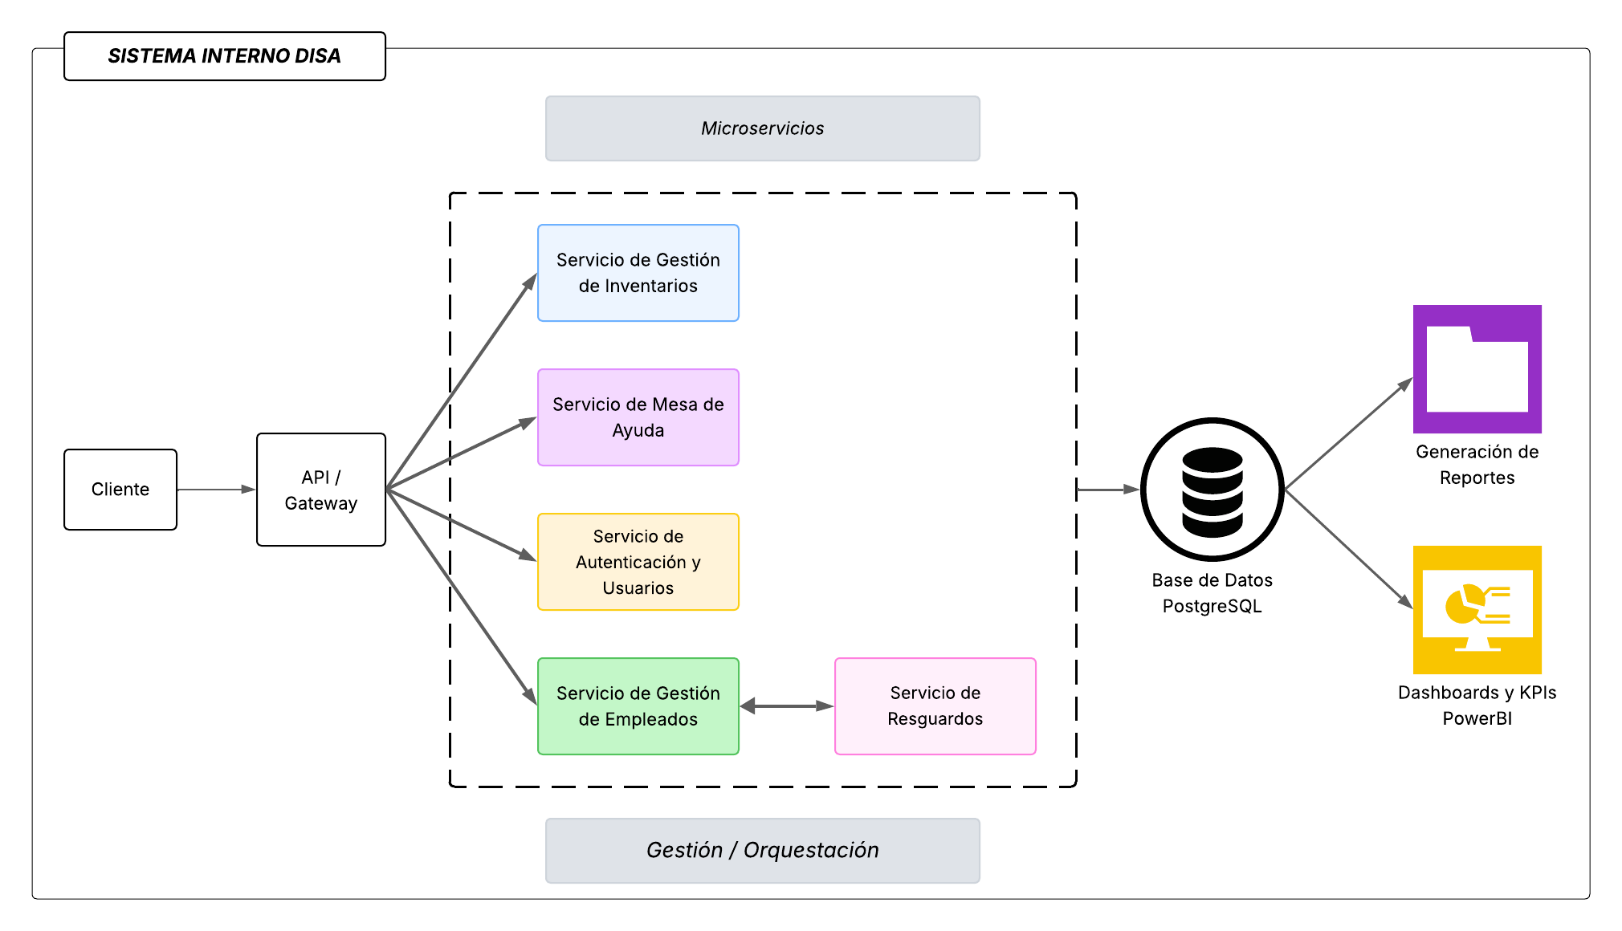 SISTEMA INTERNO DISA
Microservicios
Servicio de Gestión
de Inventarios
Servicio de Mesa de
Ayuda
Cliente
API /
Gateway
Servicio de
Autenticación y
Usuarios
Servicio de Gestión
de Empleados
Servicio de
Resguardos
Base de Datos
PostgreSQL
Generación de
Reportes
Dashboards y KPIs
PowerBI
Gestión / Orquestación